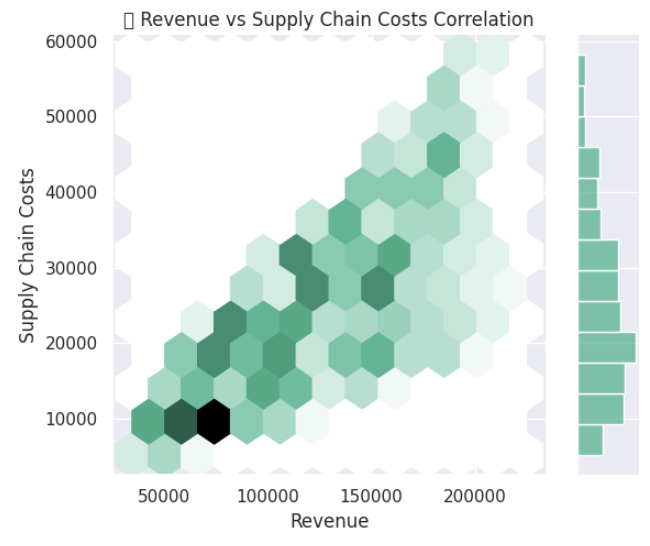 ▯ Revenue vs Supply Chain Costs Correlation
60000
50000
40000
30000
20000
10000
Supply Chain Costs
50000 100000 150000 200000
Revenue